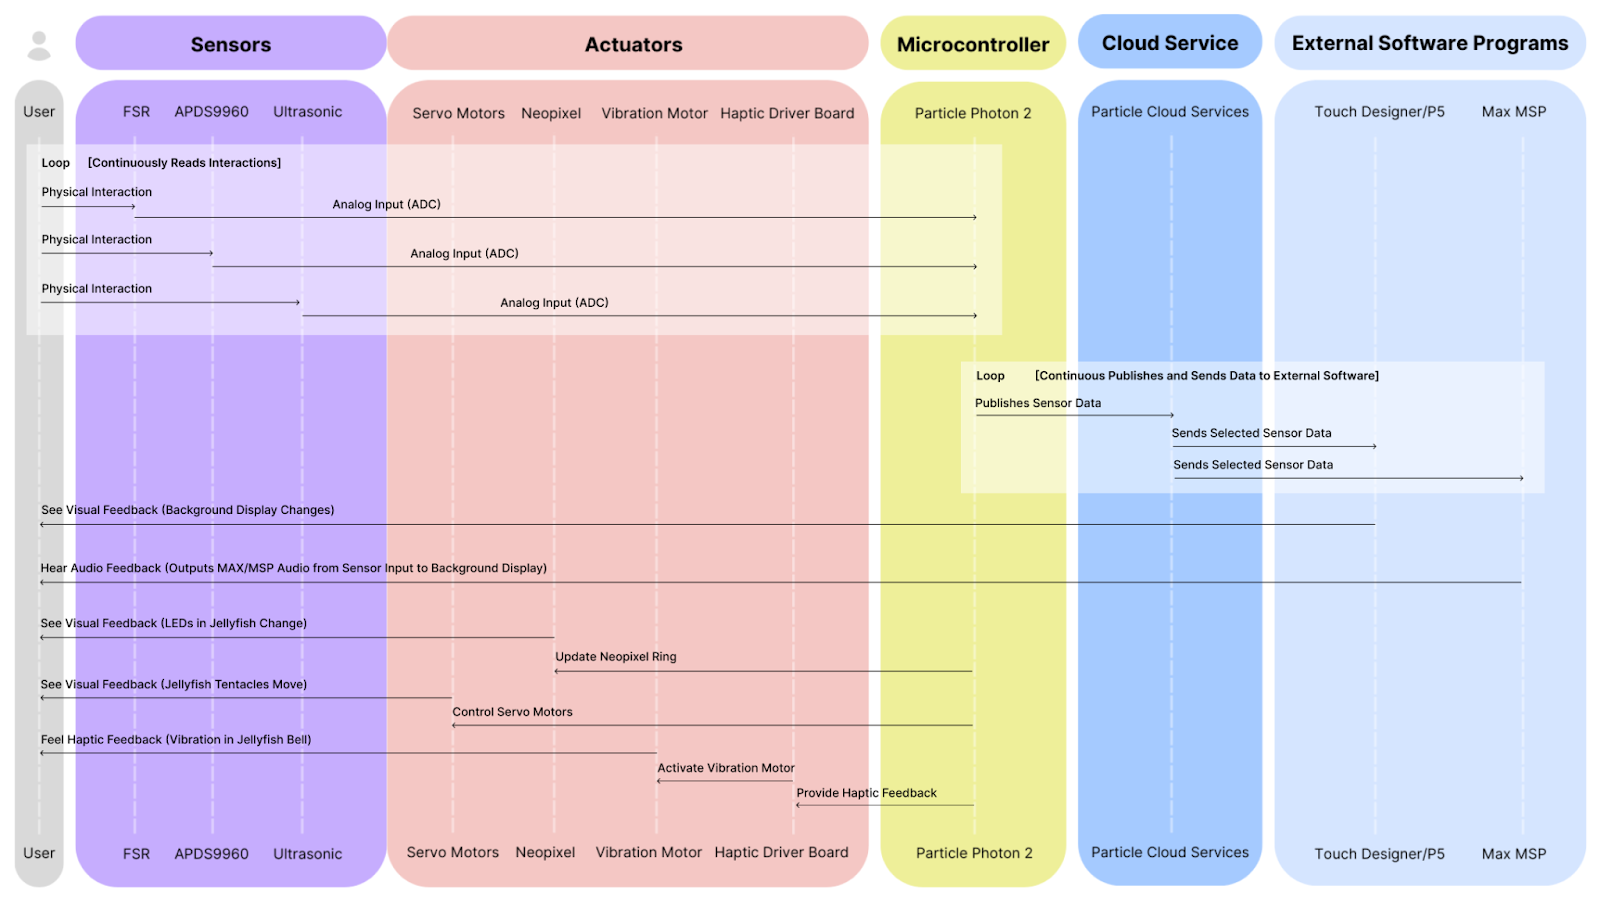 Sensors
Actuators
Microcontroller
Cloud Service
External Software Programs
User
FSR
APDS9960
Ultrasonic
Servo Motors
Neopixel
Vibration Motor
Haptic Driver Board
Particle Photon 2
Particle Cloud Services
Touch Designer/P5
Max MSP
Loop [Continuously Reads Interactions]
Physical Interaction
Analog Input (ADC)
Physical Interaction
Analog Input (ADC)
Physical Interaction
Analog Input (ADC)
Loop [Continuous Publishes and Sends Data to External Software]
Publishes Sensor Data
Sends Selected Sensor Data
Sends Selected Sensor Data
See Visual Feedback (Background Display Changes)
Hear Audio Feedback (Outputs MAX/MSP Audio from Sensor Input to Background Display)
See Visual Feedback (LEDs in Jellyfish Change)
Update Neopixel Ring
See Visual Feedback (Jellyfish Tentacles Move)
Control Servo Motors
Feel Haptic Feedback (Vibration in Jellyfish Bell)
Activate Vibration Motor
Provide Haptic Feedback
User
FSR
APDS9960
Ultrasonic
Servo Motors
Neopixel
Vibration Motor
Haptic Driver Board
Particle Photon 2
Particle Cloud Services
Touch Designer/P5
Max MSP